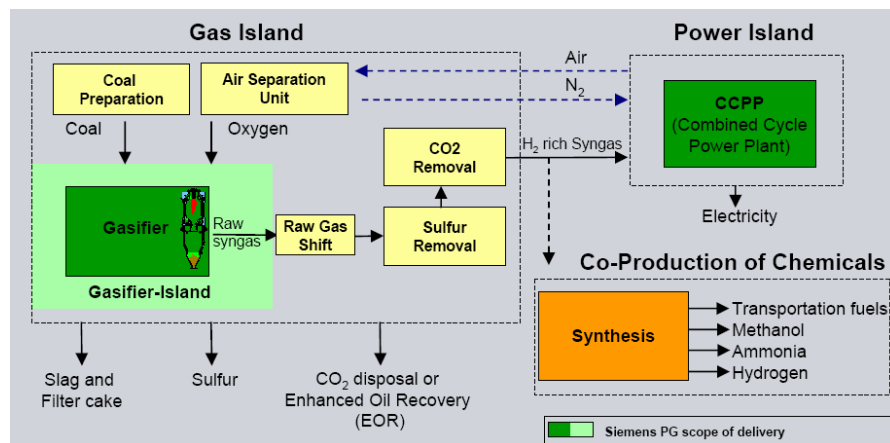 Gas Island
Power Island
Coal
Preparation
Air Separation
Unit
Air
N2
CCPP
(Combined Cycle
Power Plant)
Coal
Oxygen
CO2
Removal
H2 rich Syngas
Gasifier
Raw
syngas
Raw Gas
Shift
Sulfur
Removal
Electricity
Gasifier-Island
Co-Production of Chemicals
Synthesis
Transportation fuels
Methanol
Ammonia
Hydrogen
Slag and
Filter cake
Sulfur
CO2 disposal or
Enhanced Oil Recovery
(EOR)
Siemens PG scope of delivery